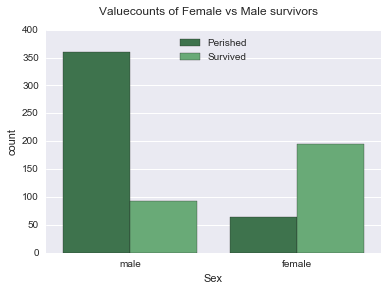 Valuecounts of Female vs Male survivors
400
350
300
250
200
150
100
50
0
count
Perished
Survived
male
female
Sex